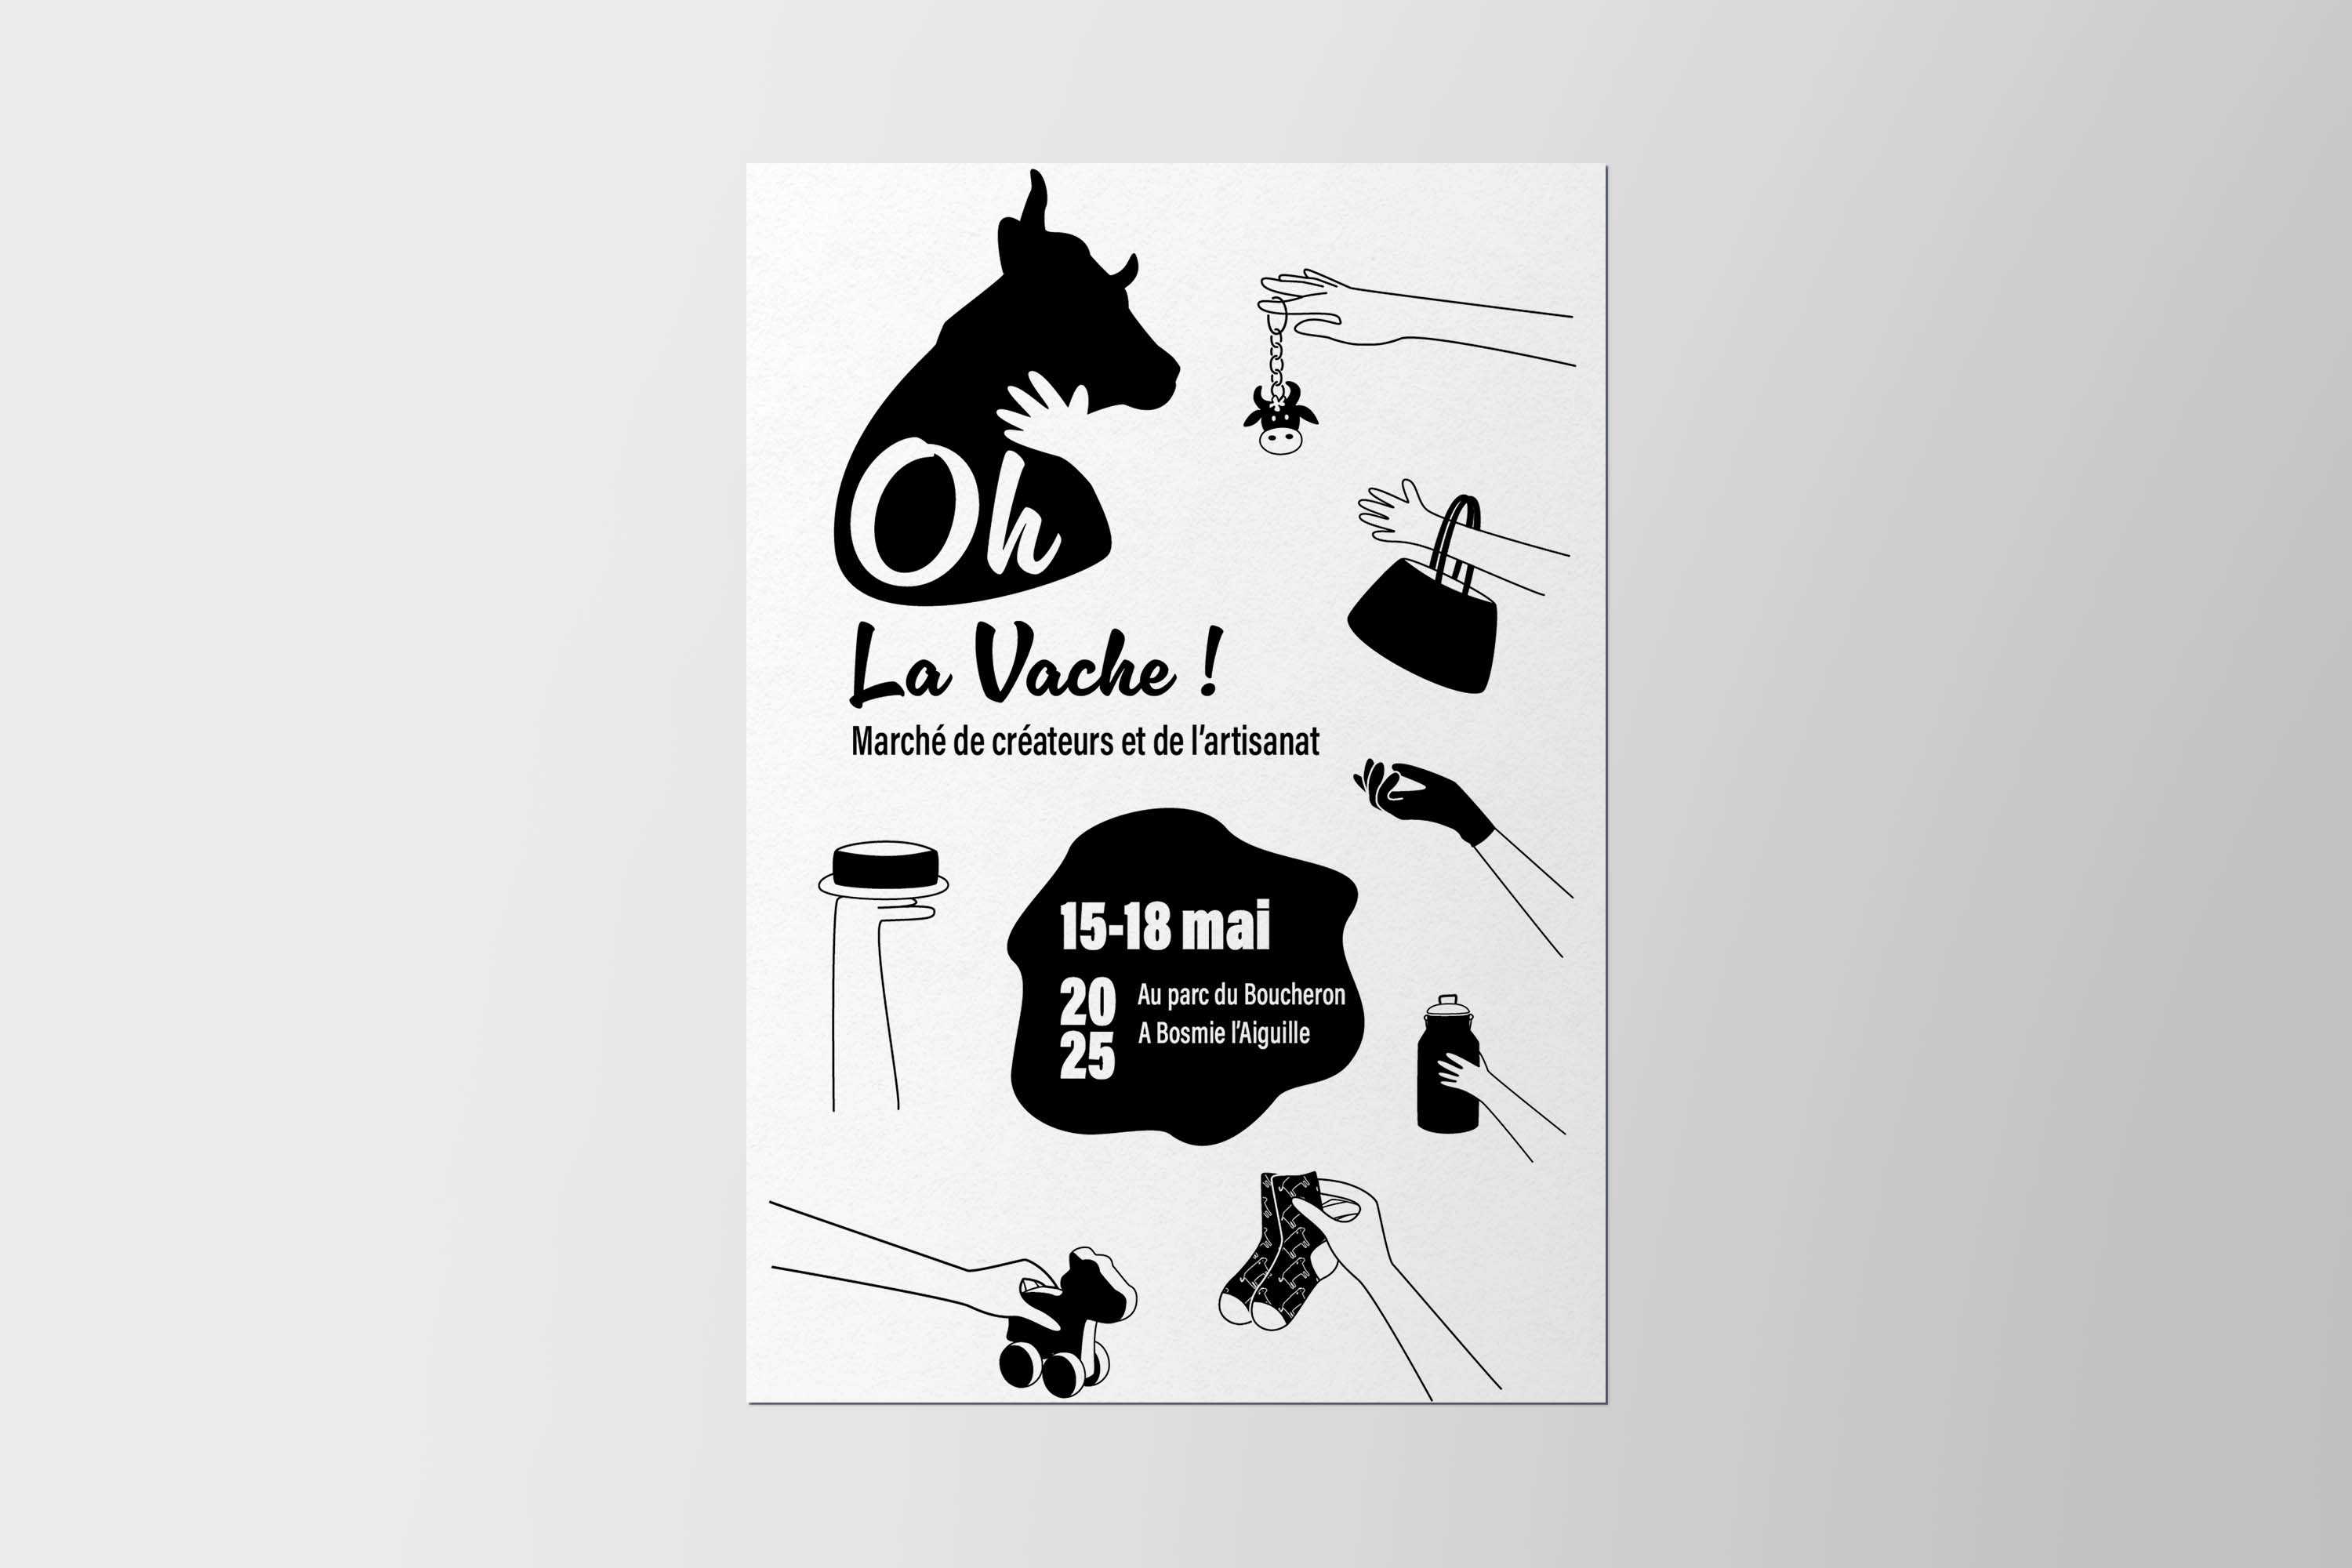 Oh
La Vache !
Marché de créateurs et de l'artisanat
15-18 mai
20
25
Au parc du Boucheron
A Bosmie l'Aiguille